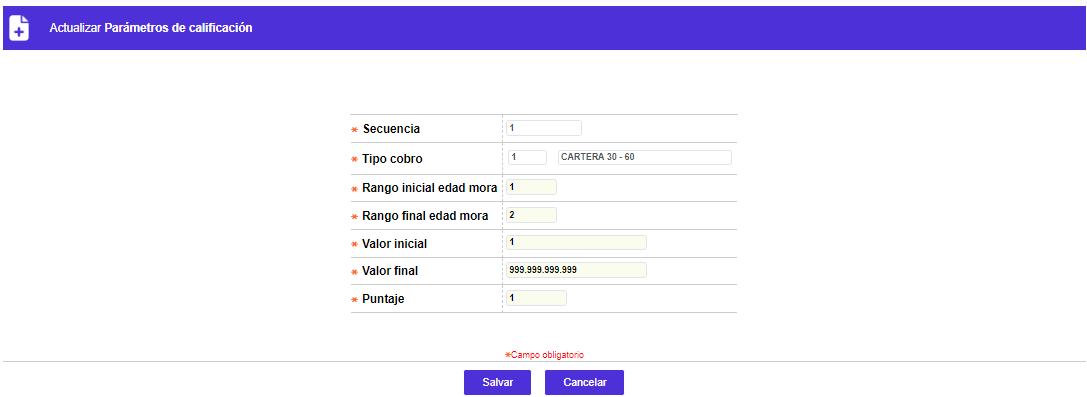 Actualizar Parámetros de calificación
* Secuencia 1
* Tipo cobro 1 CARTERA 30 - 60
* Rango inicial edad mora 1
* Rango final edad mora 2
* Valor inicial 1
* Valor final 999.999.999.999
* Puntaje 1
*Campo obligatorio
Salvar Cancelar